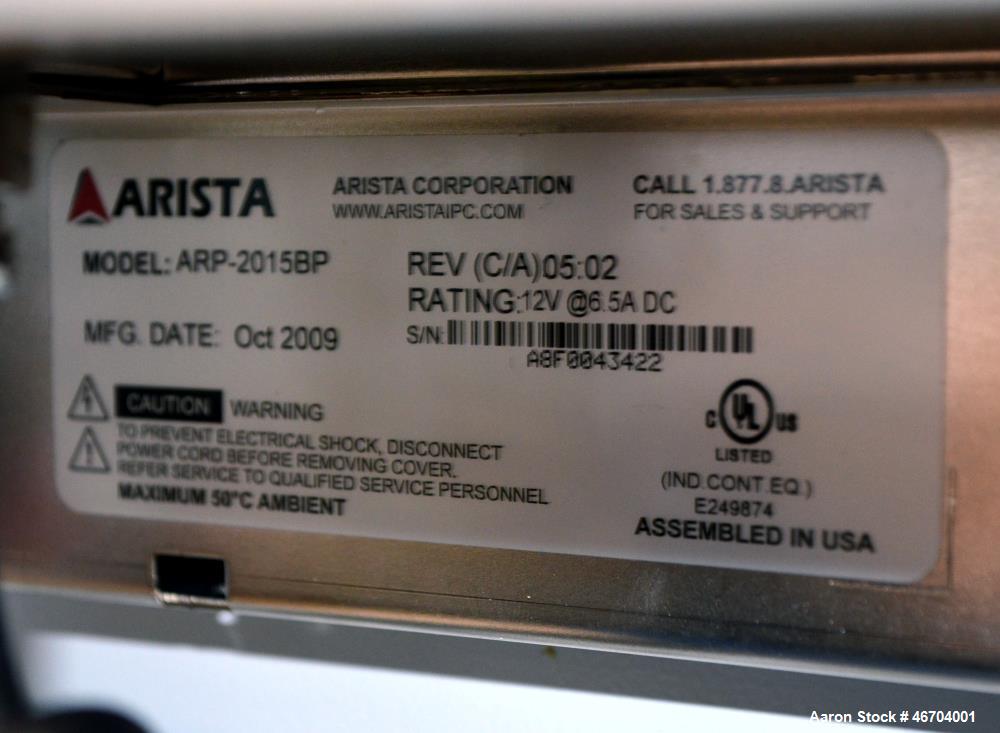 ARISTA
ARISTA CORPORATION
WWW.ARISTAIPC.COM
CALL 1.877.8.ARISTA
FOR SALES & SUPPORT
MODEL: ARP-2015BP
REV (C/A)05:02
RATING:12V @6.5A DC
MFG. DATE: Oct 2009
S/N:
A8F0043422
CAUTION WARNING
TO PREVENT ELECTRICAL SHOCK, DISCONNECT
POWER CORD BEFORE REMOVING COVER.
REFER SERVICE TO QUALIFIED SERVICE PERSONNEL
MAXIMUM 50°C AMBIENT
C UL US
LISTED
(IND.CONT.EQ.)
E249874
ASSEMBLED IN USA
Aaron Stock # 46704001